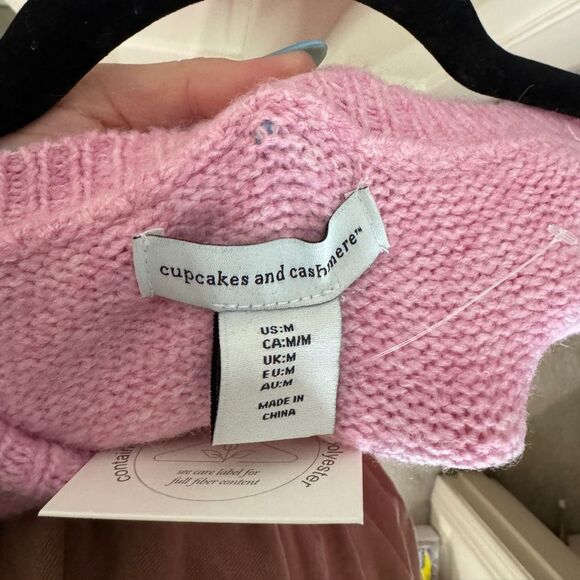 cupcakes and cashmere™
US:M
CA:M/M
UK:M
EU:M
AU:M
MADE IN
CHINA
see care label for
full fiber content
polyester